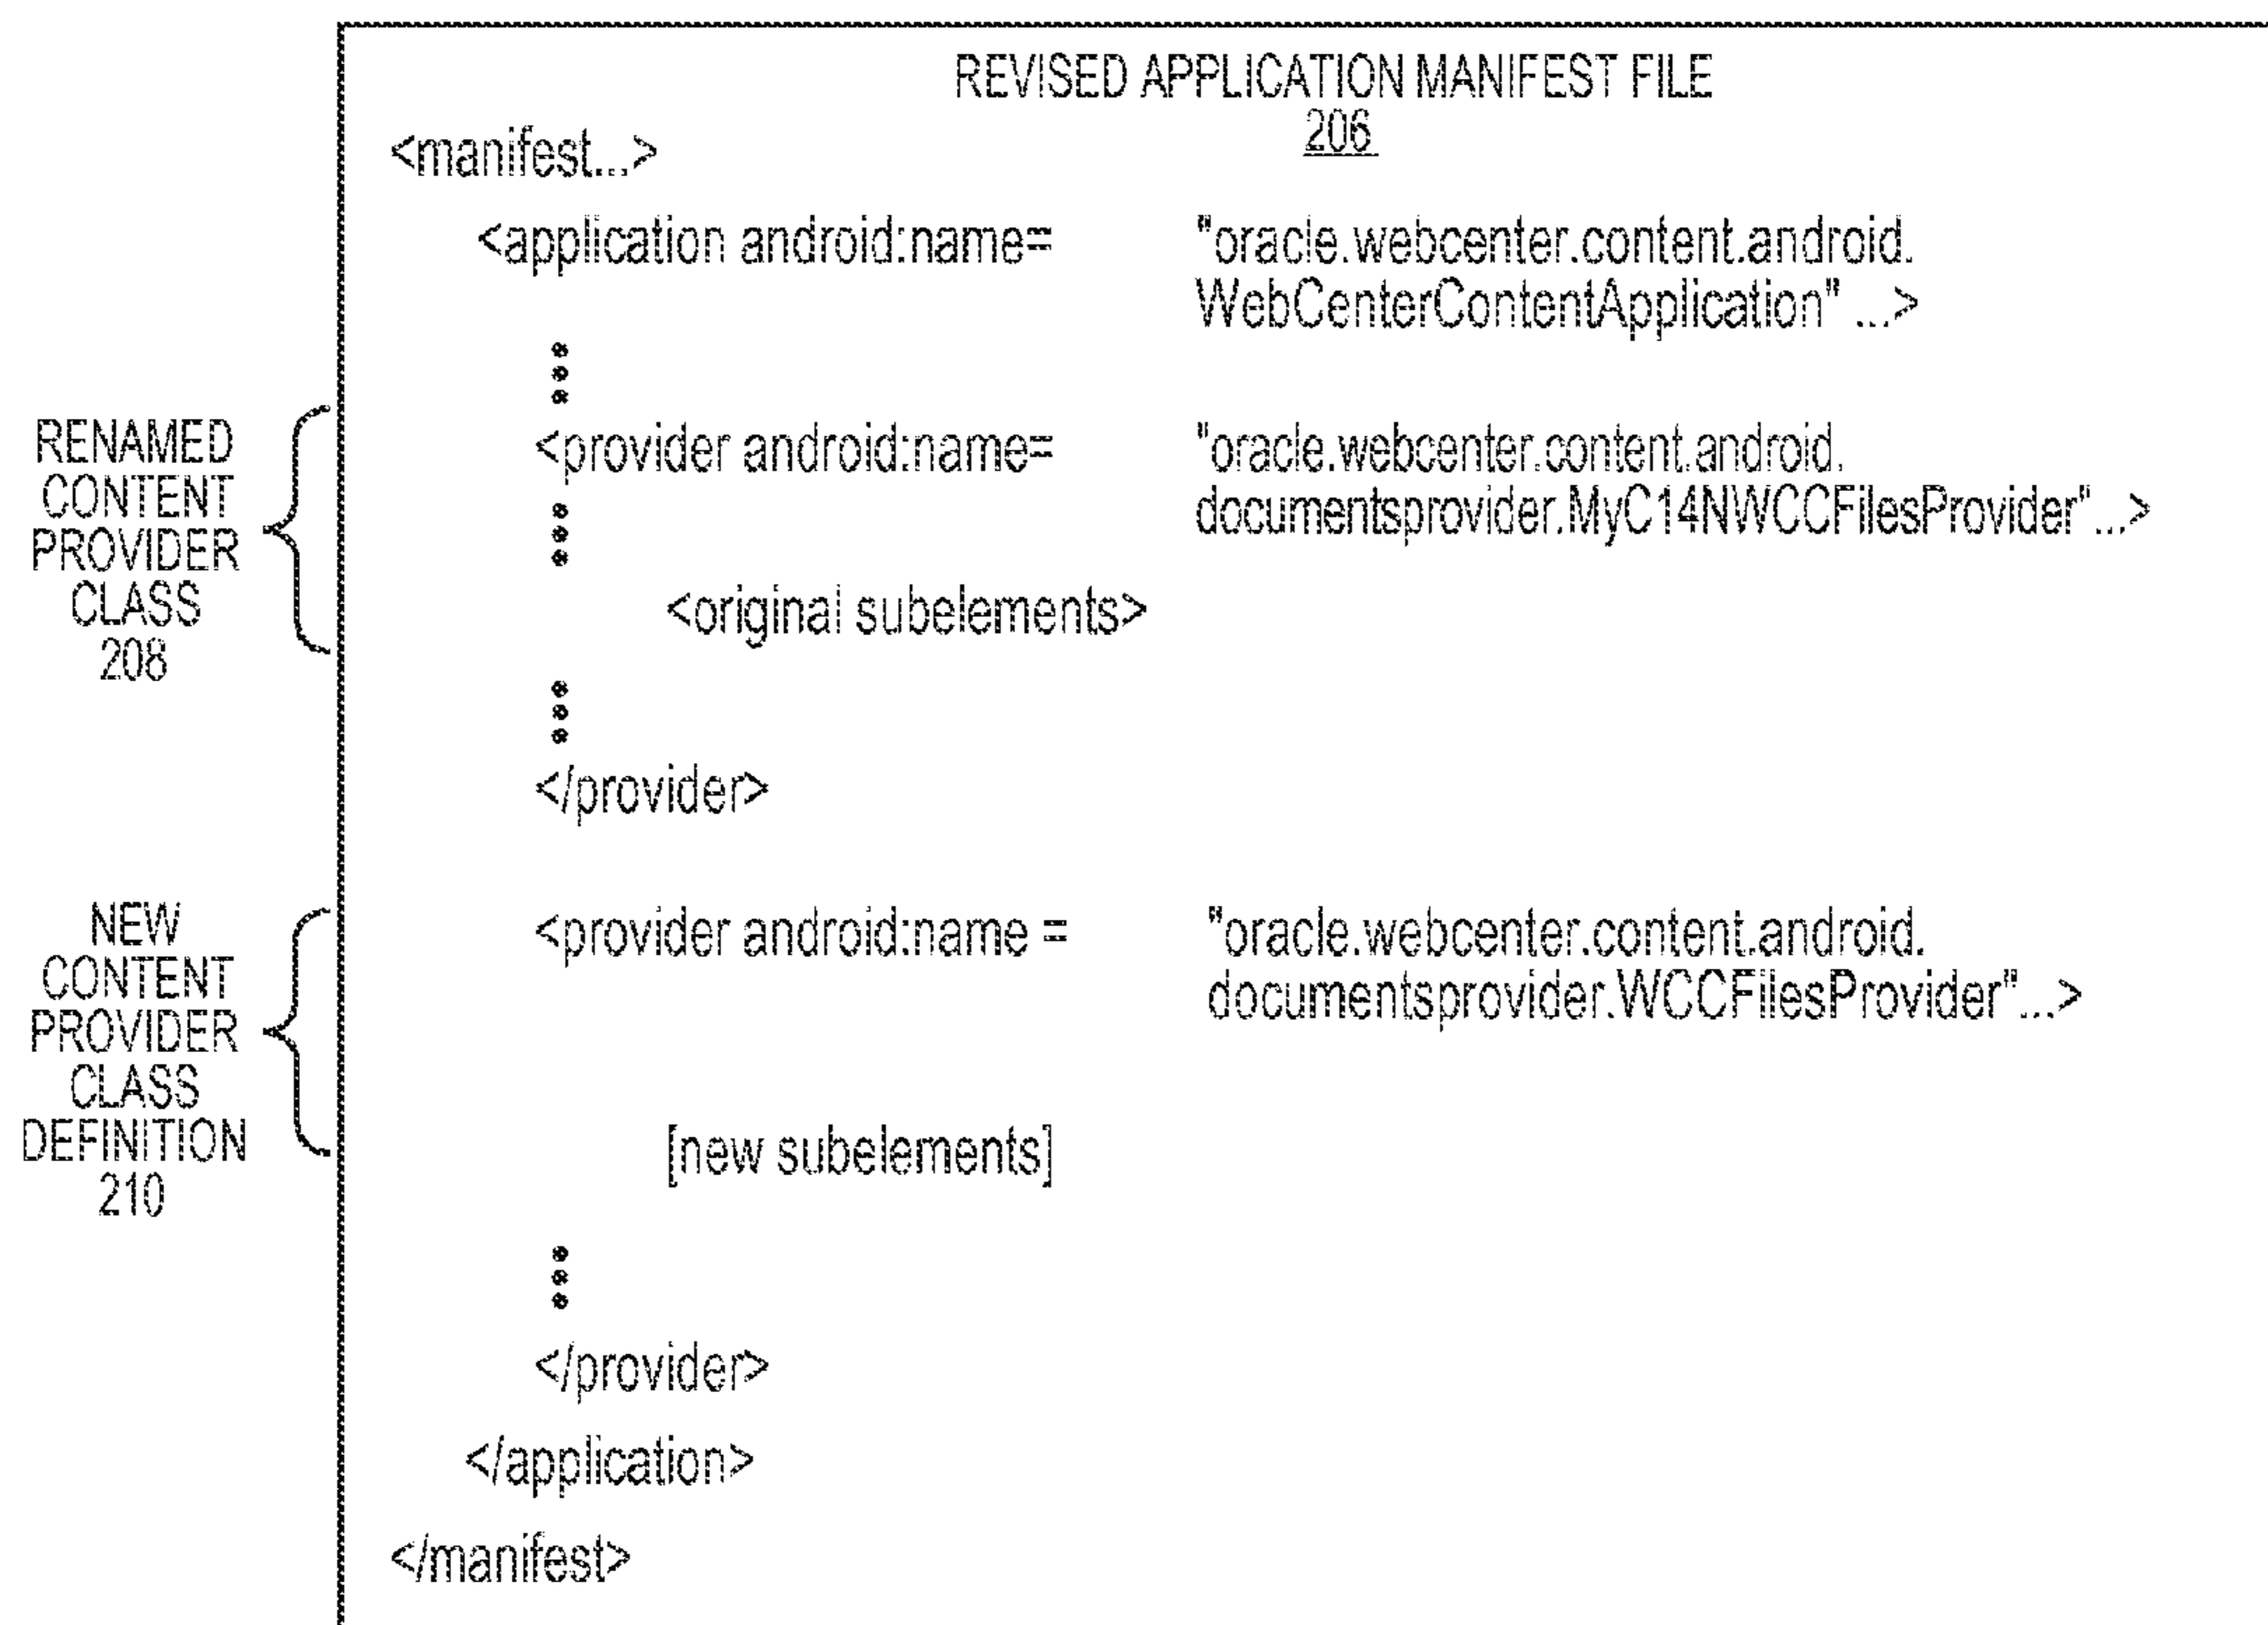 REVISED APPLICATION MANIFEST FILE
206
<manifest...>
<application android:name= "oracle.webcenter.content.android.
WebCenterContentApplication" ...>
RENAMED
CONTENT
PROVIDER
CLASS
208
<provider android:name= "oracle.webcenter.content.android.
documentsprovider.MyC14NWCCFilesProvider"...>
<original subelements>
</provider>
NEW
CONTENT
PROVIDER
CLASS
DEFINITION
210
<provider android:name = "oracle.webcenter.content.android.
documentsprovider.WCCFilesProvider"...>
[new subelements]
</provider>
</application>
</manifest>